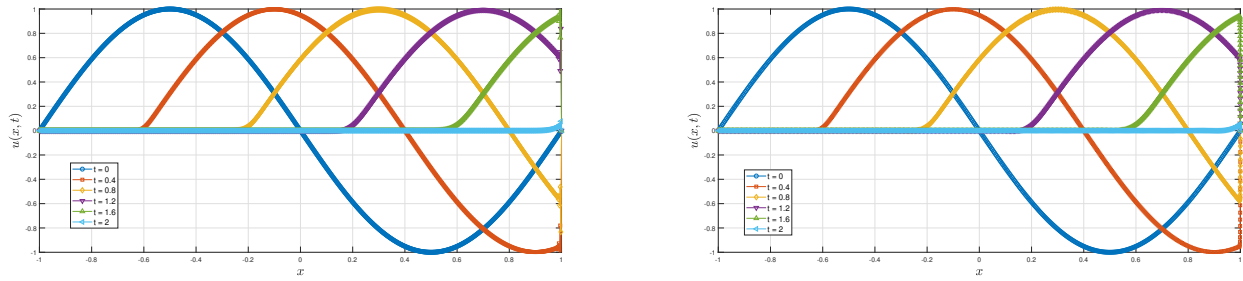 1
0.8
0.6
0.4
0.2
0
-0.2
-0.4
-0.6
-0.8
-1
u(x, t)
t = 0
t = 0.4
t = 0.8
t = 1.2
t = 1.6
t = 2
-1
-0.8
-0.6
-0.4
-0.2
0
0.2
0.4
0.6
0.8
1
x
1
0.8
0.6
0.4
0.2
0
-0.2
-0.4
-0.6
-0.8
-1
u(x, t)
t = 0
t = 0.4
t = 0.8
t = 1.2
t = 1.6
t = 2
-1
-0.8
-0.6
-0.4
-0.2
0
0.2
0.4
0.6
0.8
1
x